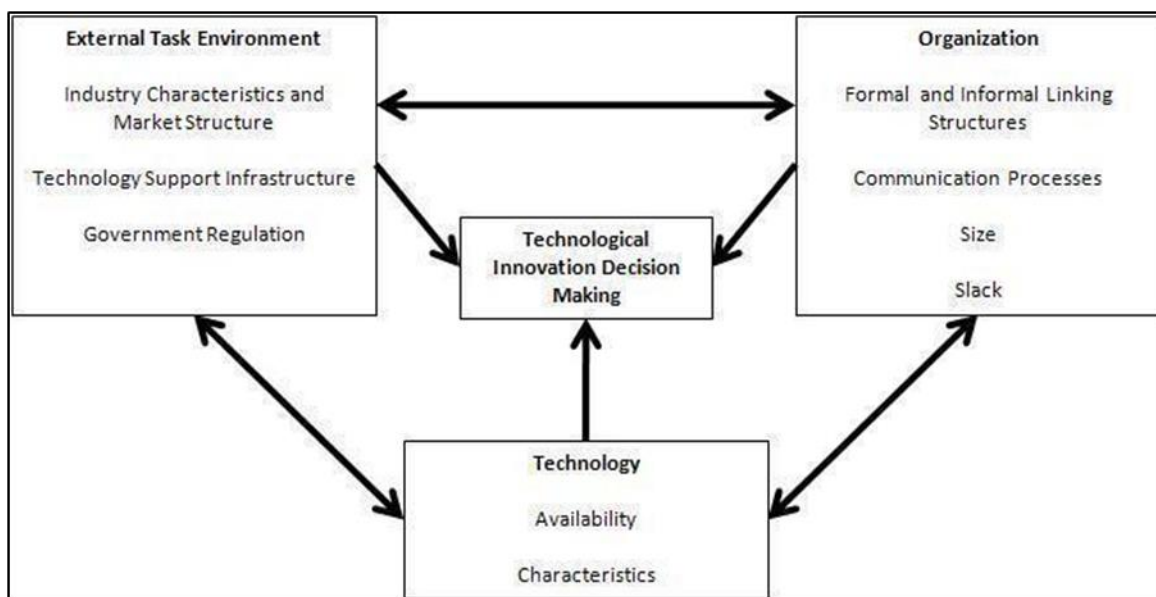 External Task Environment
Industry Characteristics and
Market Structure
Technology Support Infrastructure
Government Regulation
Organization
Formal and Informal Linking
Structures
Communication Processes
Size
Slack
Technological
Innovation Decision
Making
Technology
Availability
Characteristics